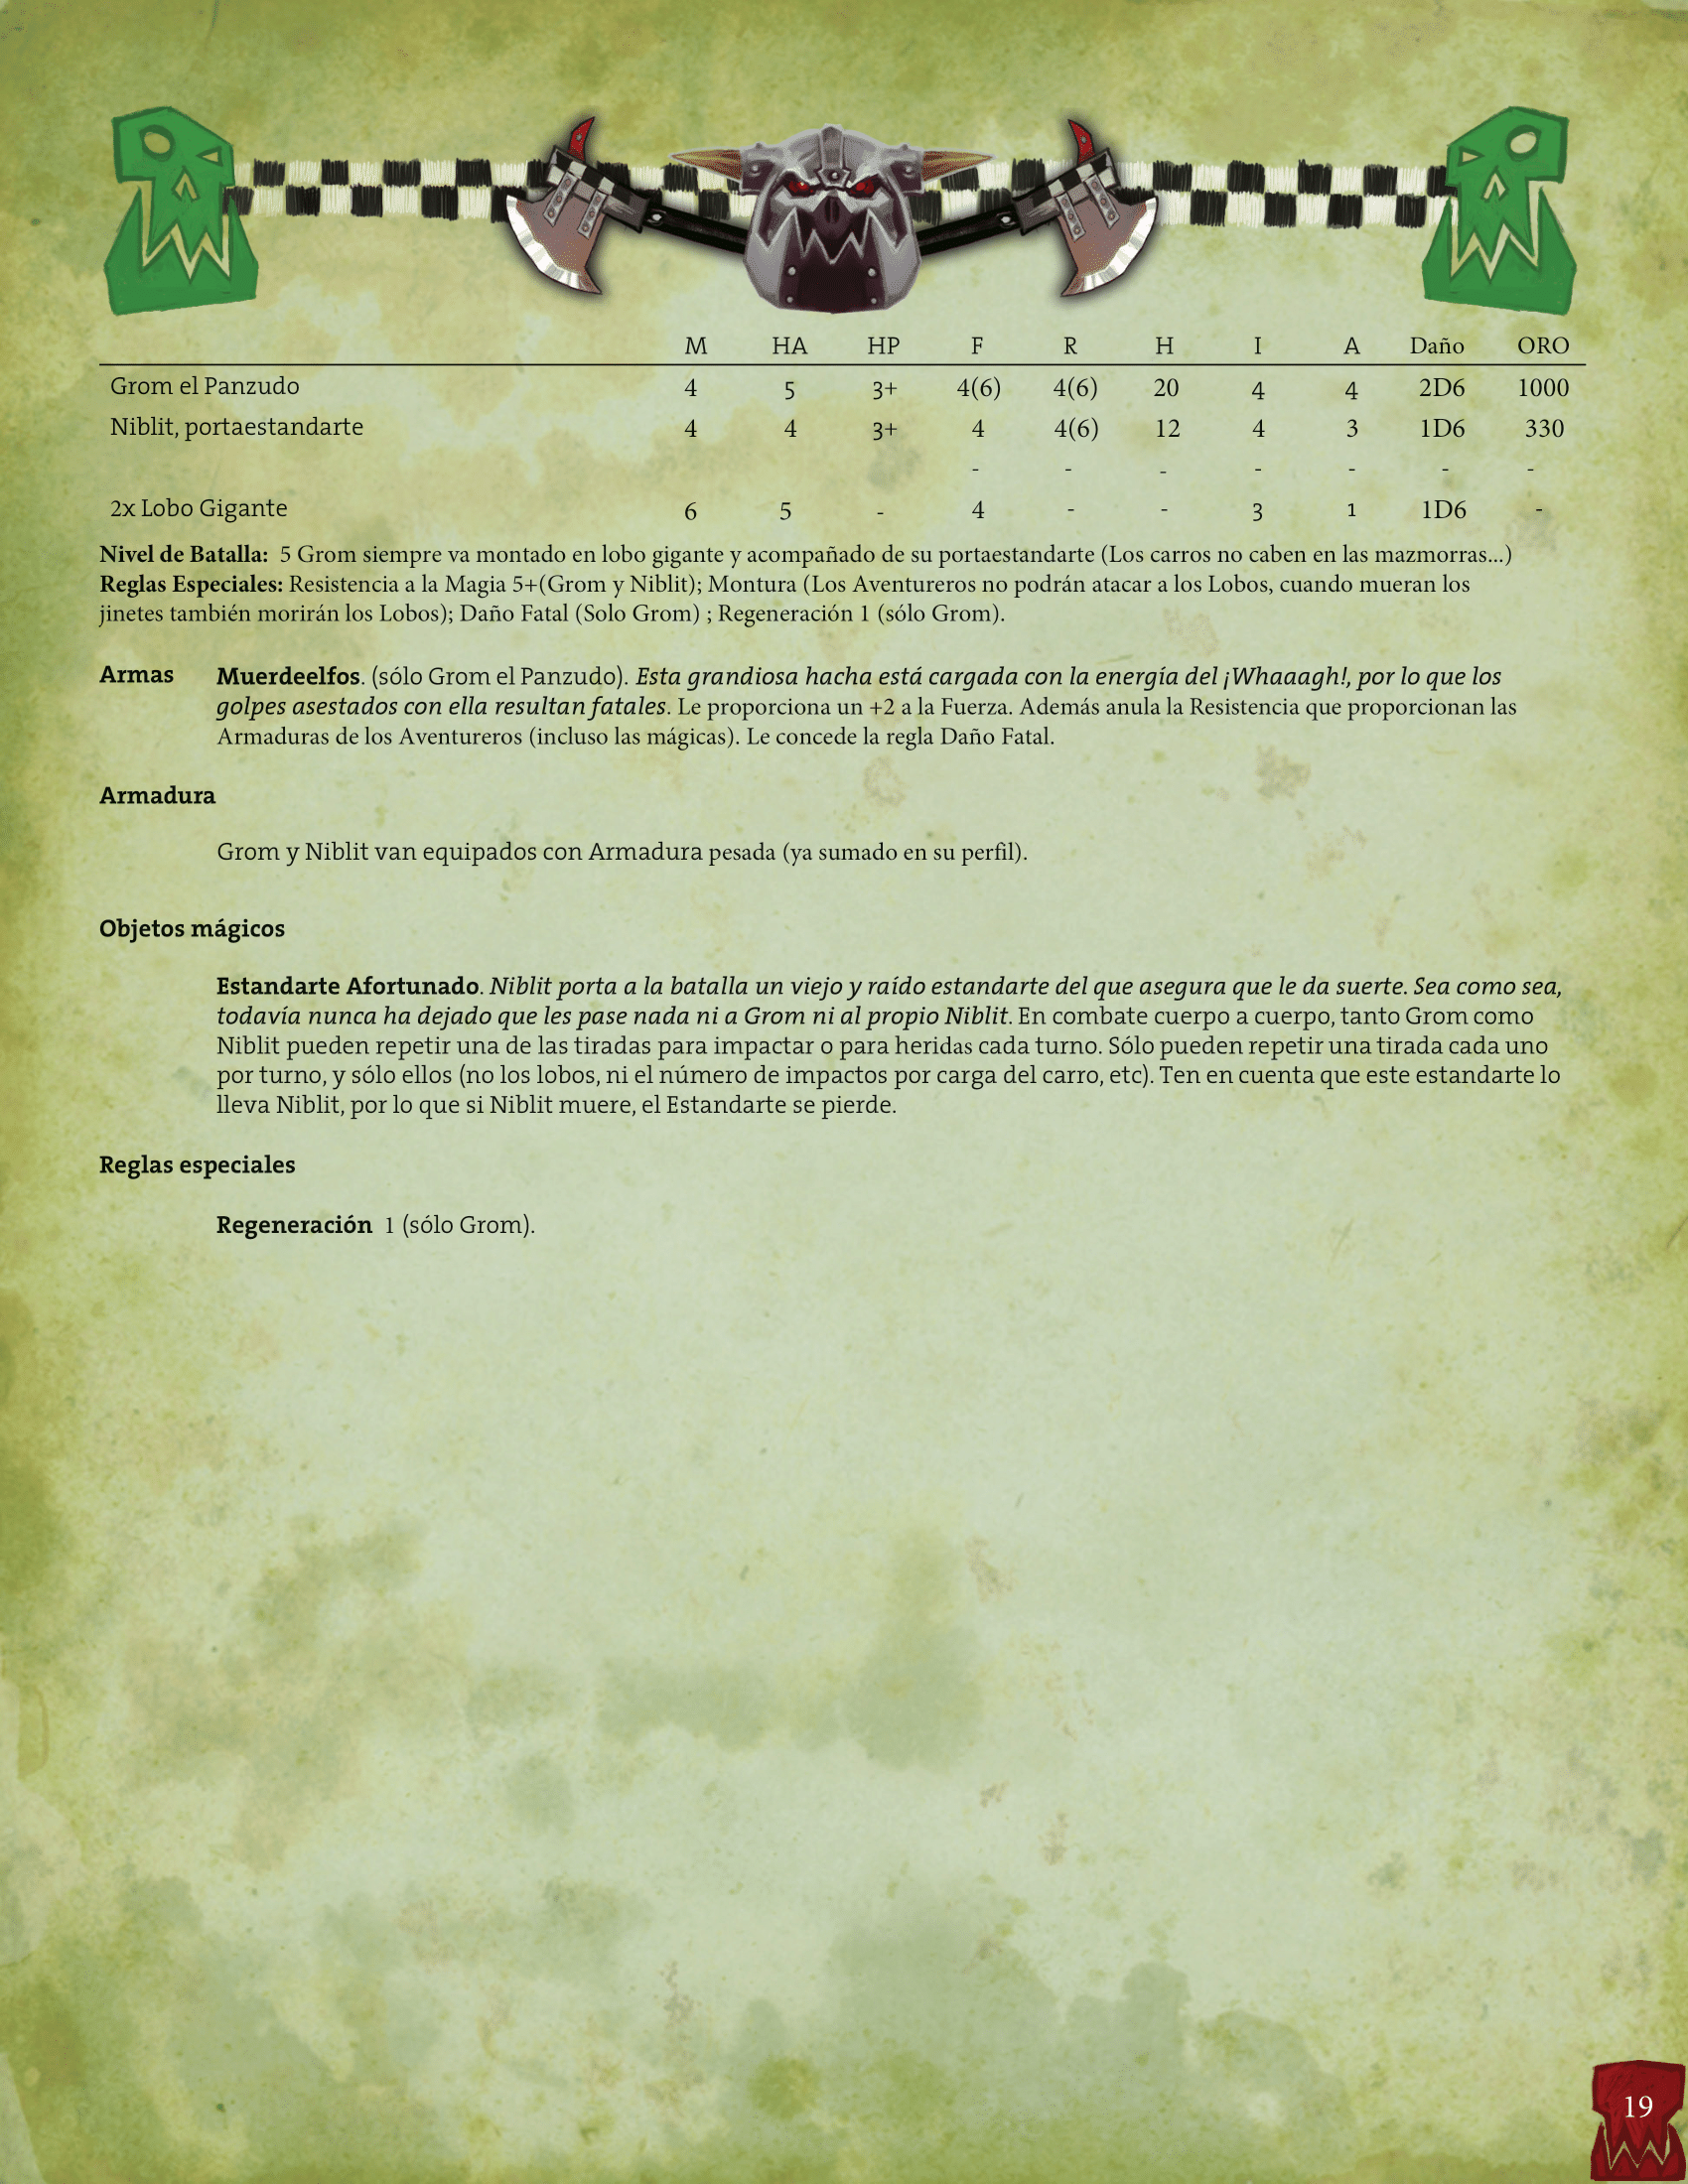 M HA HP F R H I A Daño ORO
Grom el Panzudo 4 5 3+ 4(6) 4(6) 20 4 4 2D6 1000
Niblit, portaestandarte 4 4 3+ 4 4(6) 12 4 3 1D6 330
- - - - - - -
2x Lobo Gigante 6 5 - 4 - - 3 1 1D6 -
Nivel de Batalla: 5 Grom siempre va montado en lobo gigante y acompañado de su portaestandarte (Los carros no caben en las mazmorras...)
Reglas Especiales: Resistencia a la Magia 5+(Grom y Niblit); Montura (Los Aventureros no podrán atacar a los Lobos, cuando mueran los
jinetes también morirán los Lobos); Daño Fatal (Solo Grom) ; Regeneración 1 (sólo Grom).
Armas Muerdeelfos. (sólo Grom el Panzudo). Esta grandiosa hacha está cargada con la energía del ¡Whaaagh!, por lo que los
golpes asestados con ella resultan fatales. Le proporciona un +2 a la Fuerza. Además anula la Resistencia que proporcionan las
Armaduras de los Aventureros (incluso las mágicas). Le concede la regla Daño Fatal.
Armadura
Grom y Niblit van equipados con Armadura pesada (ya sumado en su perfil).
Objetos mágicos
Estandarte Afortunado. Niblit porta a la batalla un viejo y raído estandarte del que asegura que le da suerte. Sea como sea,
todavía nunca ha dejado que les pase nada ni a Grom ni al propio Niblit. En combate cuerpo a cuerpo, tanto Grom como
Niblit pueden repetir una de las tiradas para impactar o para heridas cada turno. Sólo pueden repetir una tirada cada uno
por turno, y sólo ellos (no los lobos, ni el número de impactos por carga del carro, etc). Ten en cuenta que este estandarte lo
lleva Niblit, por lo que si Niblit muere, el Estandarte se pierde.
Reglas especiales
Regeneración 1 (sólo Grom).
19